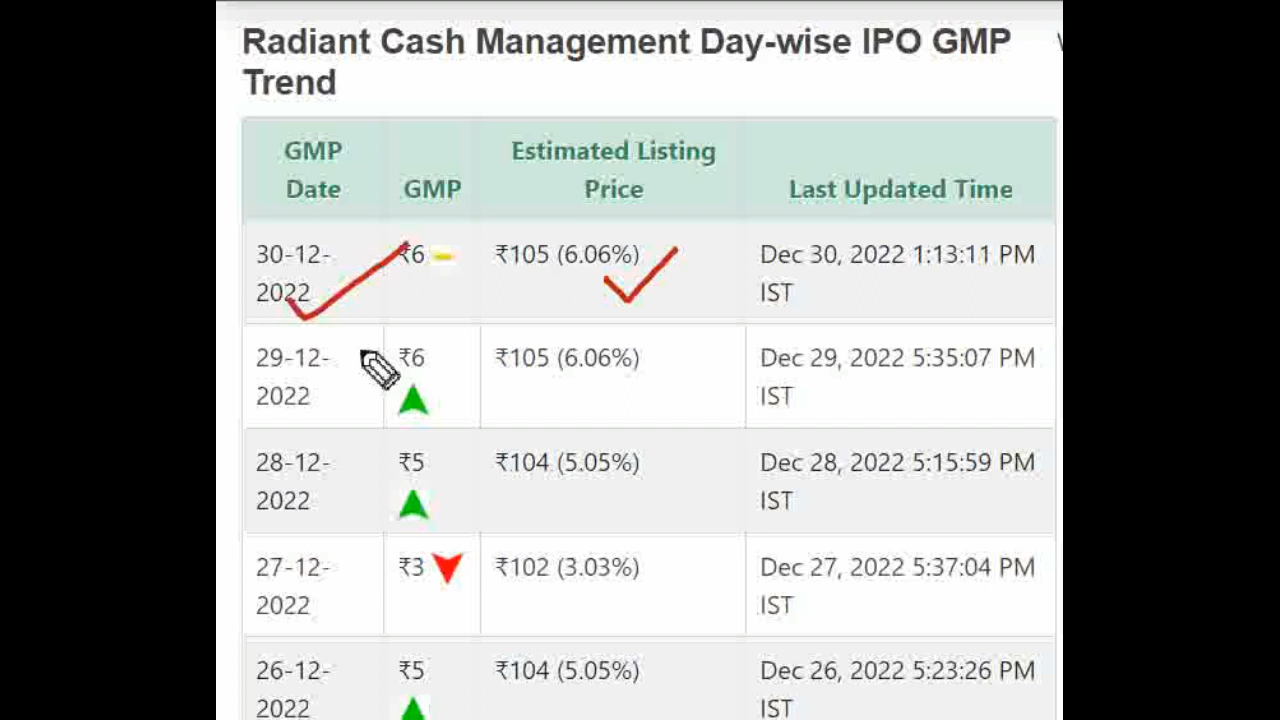 Radiant Cash Management Day-wise IPO GMP
Trend
GMP
Date
GMP
Estimated Listing
Price
Last Updated Time
30-12-
2022
₹6
₹105 (6.06%)
Dec 30, 2022 1:13:11 PM
IST
29-12-
2022
₹6
₹105 (6.06%)
Dec 29, 2022 5:35:07 PM
IST
28-12-
2022
₹5
₹104 (5.05%)
Dec 28, 2022 5:15:59 PM
IST
27-12-
2022
₹3
₹102 (3.03%)
Dec 27, 2022 5:37:04 PM
IST
26-12-
2022
₹5
₹104 (5.05%)
Dec 26, 2022 5:23:26 PM
IST